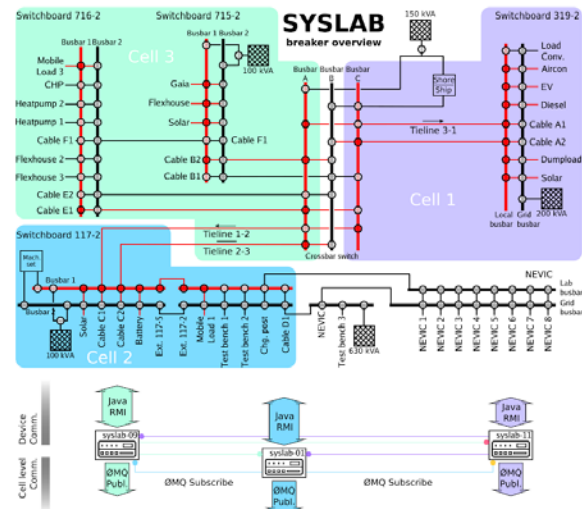 Switchboard 716-2
Switchboard 715-2
SYSLAB
breaker overview
150 kVA
Switchboard 319-2
Busbar 1
Busbar 2
Busbar 1
Busbar 2
Cell 3
100 kVA
Mobile
Load 3
CHP
Heatpump 2
Heatpump 1
Cable F1
Flexhouse 2
Flexhouse 3
Cable E2
Cable E1
Gaia
Flexhouse
Solar
Cable F1
Cable B2
Cable B1
Busbar
A
Busbar
B
Busbar
C
Shore
Ship
Tieline 3-1
Cell 1
Load
Conv.
Aircon
EV
Diesel
Cable A1
Cable A2
Dumpload
Solar
200 kVA
Local
busbar
Grid
busbar
Tieline 1-2
Tieline 2-3
Crossbar switch
Switchboard 117-2
Mach.
set
Busbar 1
Busbar 2
100 kVA
Solar
Cable C1
Cable C2
Battery
Ext. 117-5
Ext. 117-2
Mobile
Load 1
Test bench 1
Test bench 2
Chg. post
Cable D1
Cell 2
NEVIC
Test bench 3
630 kVA
NEVIC
Lab
busbar
Grid
busbar
NEVIC 1
NEVIC 2
NEVIC 3
NEVIC 4
NEVIC 5
NEVIC 6
NEVIC 7
NEVIC 8
Device
Comm.
Cell level
Comm.
Java
RMI
Java
RMI
Java
RMI
syslab-09
syslab-01
syslab-11
ØMQ
Publ.
ØMQ Subscribe
ØMQ
Publ.
ØMQ Subscribe
ØMQ
Publ.